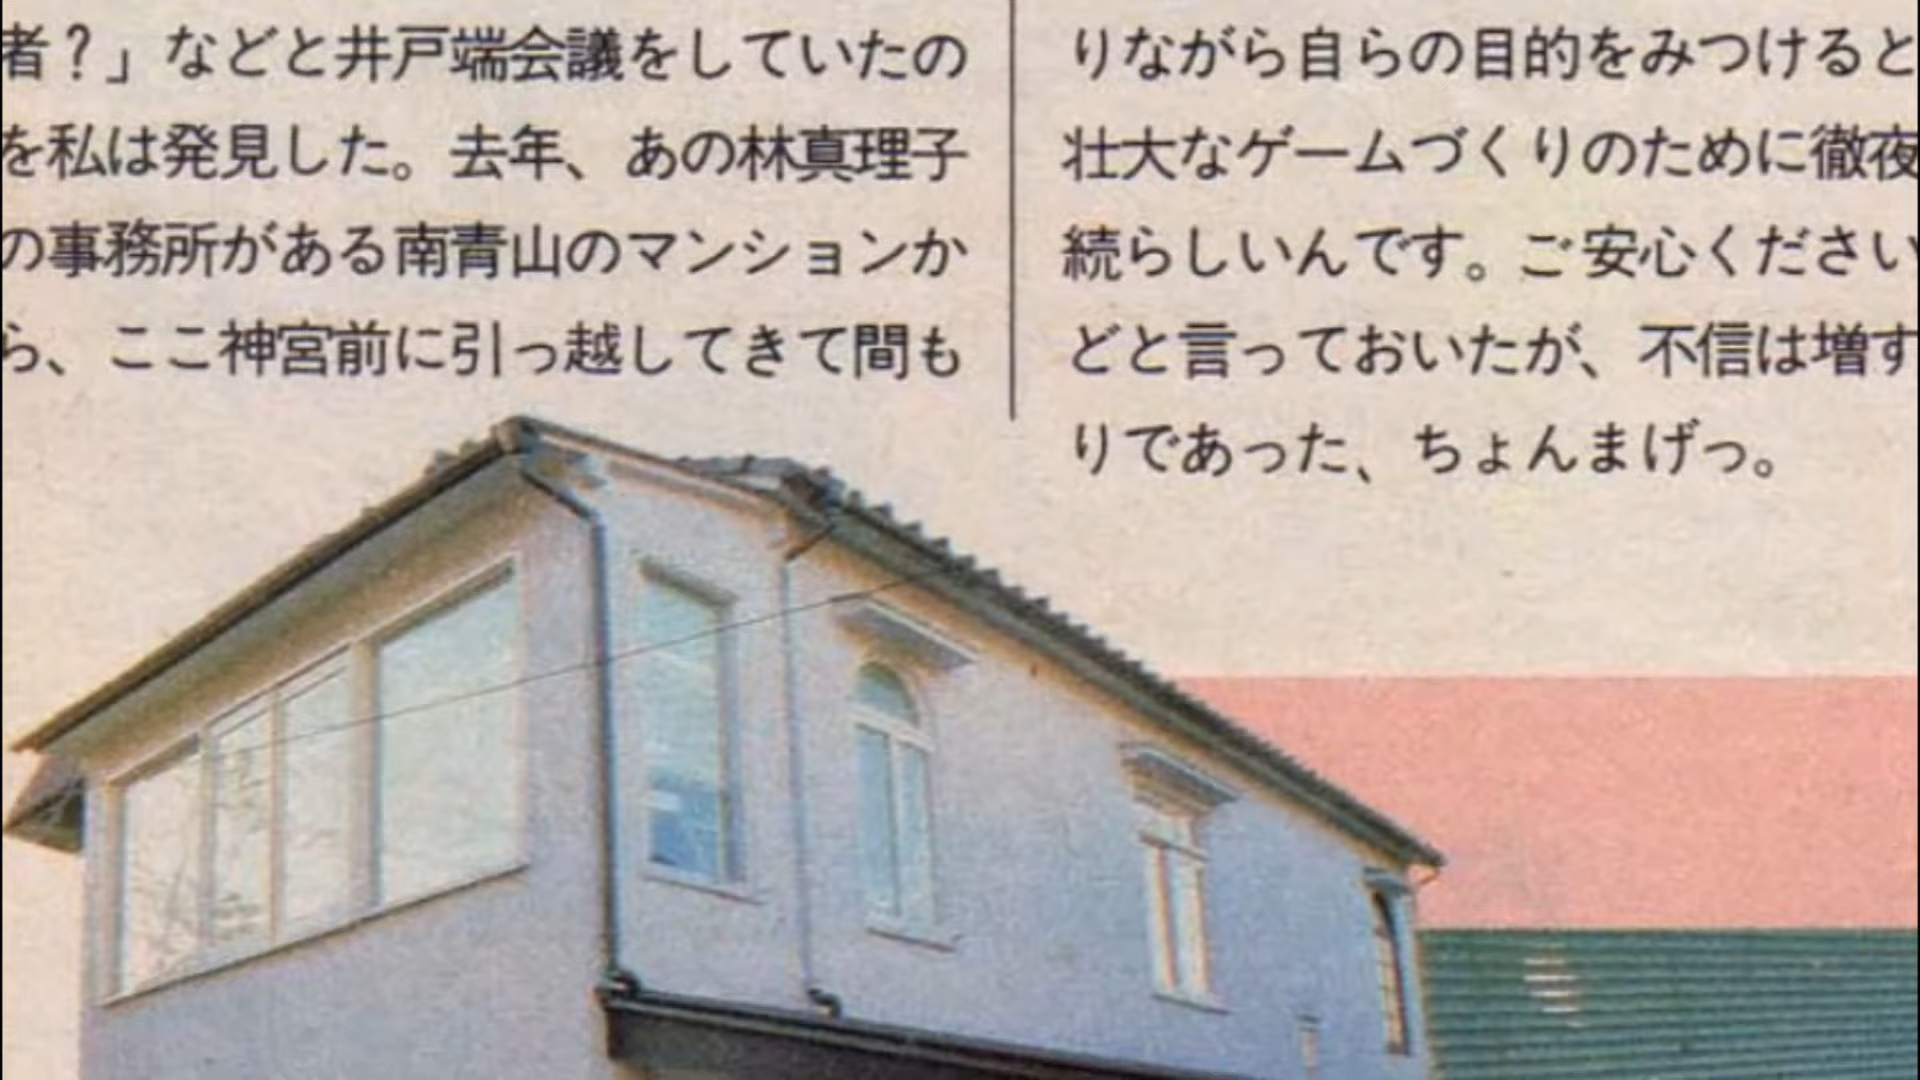 者？」などと井戸端会議をしていたの
を私は発見した。去年、あの林真理子
の事務所がある南青山のマンションか
ら、ここ神宮前に引っ越してきて間も
りながら自らの目的をみつけると
壮大なゲームづくりのために徹夜
続らしいんです。ご安心ください
どと言っておいたが、不信は増す
りであった、ちょんまげっ。